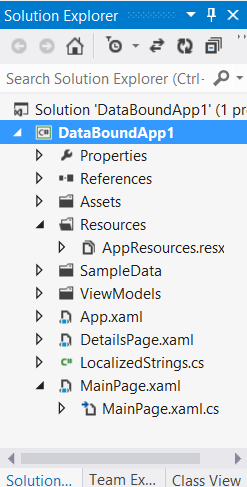 Solution Explorer
Search Solution Explorer (Ctrl-
Solution 'DataBoundApp1' (1 pr
C# DataBoundApp1
Properties
References
Assets
Resources
AppResources.resx
SampleData
ViewModels
App.xaml
DetailsPage.xaml
C# LocalizedStrings.cs
MainPage.xaml
MainPage.xaml.cs
Solution... Team Ex... Class View